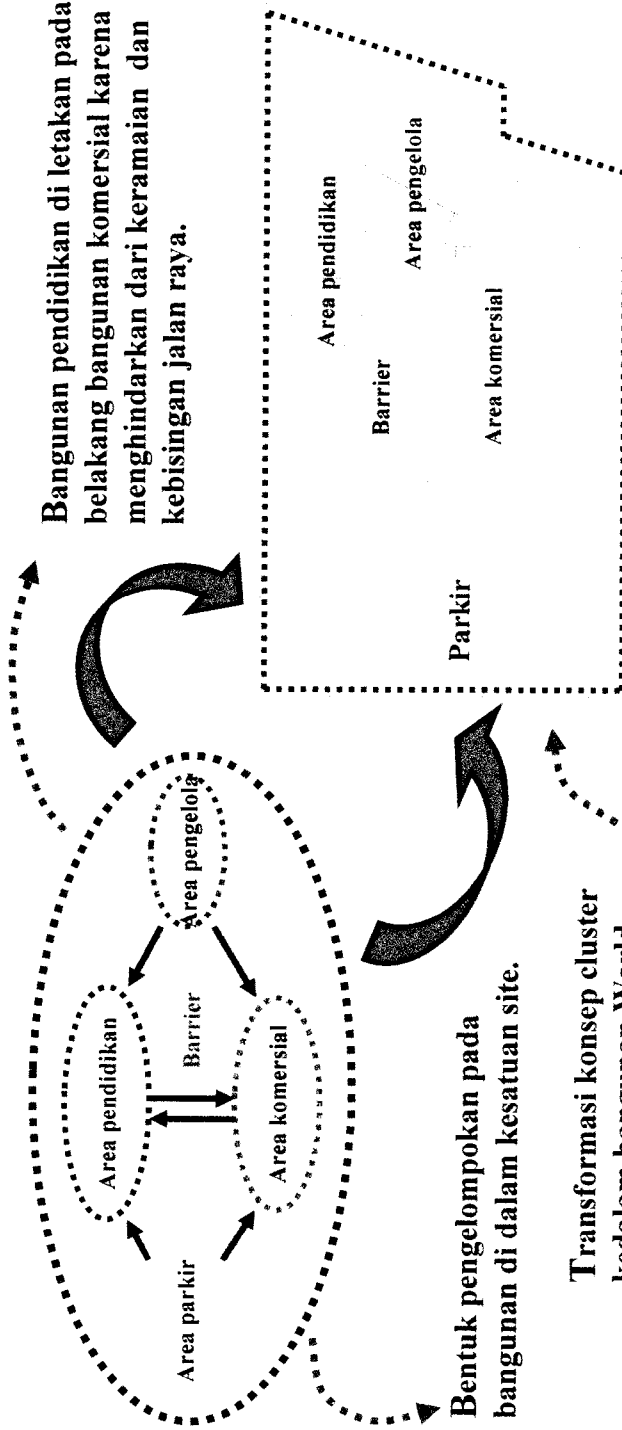 Bangunan pendidikan di letakan pada
belakang bangunan komersial karena
menghindarkan dari keramaian dan
kebisingan jalan raya.
Area pendidikan
Area parkir
Barrier
Area pengelola
Area komersial
Area pendidikan
Barrier
Area pengelola
Area komersial
Parkir
Bentuk pengelompokan pada
bangunan di dalam kesatuan site.
Transformasi konsep cluster